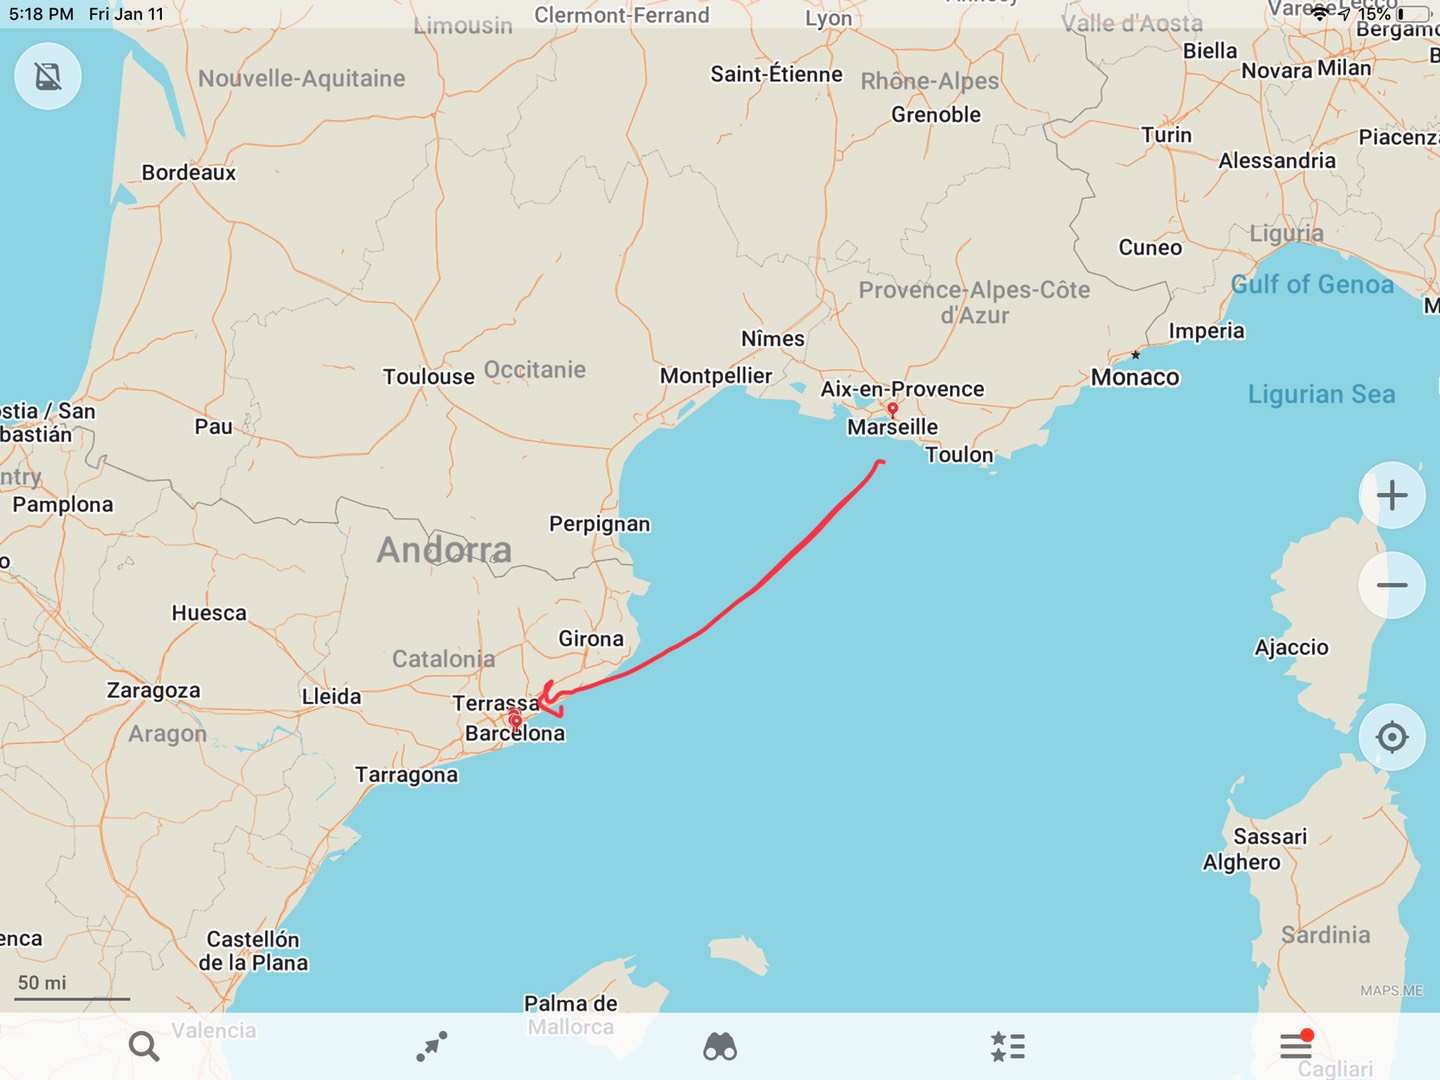 5:18 PM Fri Jan 11
15%
Limousin
Clermont-Ferrand
Lyon
Valle d'Aosta
Biella
Novara
Milan
Nouvelle-Aquitaine
Saint-Étienne
Rhône-Alpes
Grenoble
Turin
Piacenza
Alessandria
Bordeaux
Cuneo
Liguria
Gulf of Genoa
Provence-Alpes-Côte
d'Azur
Imperia
Nîmes
Monaco
Toulouse
Occitanie
Montpellier
Aix-en-Provence
Ligurian Sea
ostia / San
bastián
Pau
Marseille
Toulon
ntry
Pamplona
Perpignan
Andorra
Huesca
Girona
Ajaccio
Catalonia
Zaragoza
Lleida
Terrassa
Aragon
Barcelona
Tarragona
Sassari
Alghero
enca
Castellón
de la Plana
Sardinia
50 mi
MAPS.ME
Palma de
Mallorca
Valencia
Cagliari